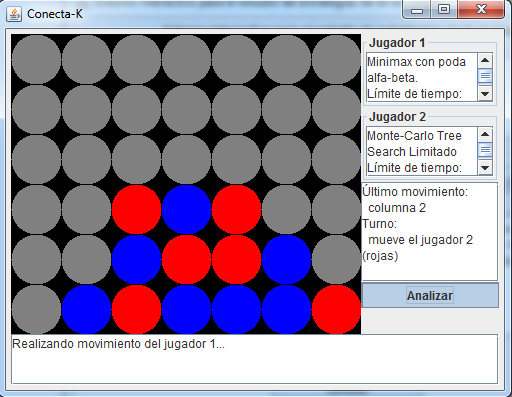 Conecta-K
Jugador 1
Minimax con poda
alfa-beta.
Límite de tiempo:
Jugador 2
Monte-Carlo Tree
Search Limitado
Límite de tiempo:
Último movimiento:
columna 2
Turno:
mueve el jugador 2
(rojas)
Analizar
Realizando movimiento del jugador 1...